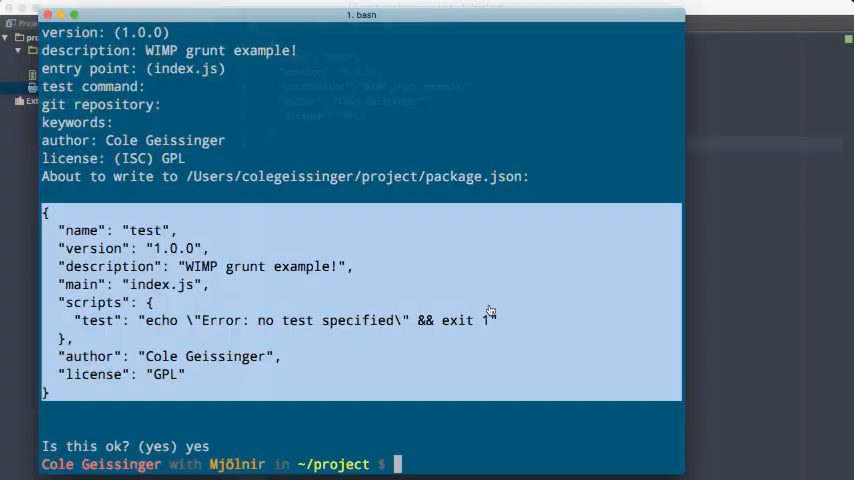 1. bash
version: (1.0.0)
description: WIMP grunt example!
entry point: (index.js)
test command:
git repository:
keywords:
author: Cole Geissinger
license: (ISC) GPL
About to write to /Users/colegeissinger/project/package.json:
{
"name": "test",
"version": "1.0.0",
"description": "WIMP grunt example!",
"main": "index.js",
"scripts": {
"test": "echo \"Error: no test specified\" && exit 1"
},
"author": "Cole Geissinger",
"license": "GPL"
}
Is this ok? (yes) yes
Cole Geissinger with Mjölnir in ~/project $